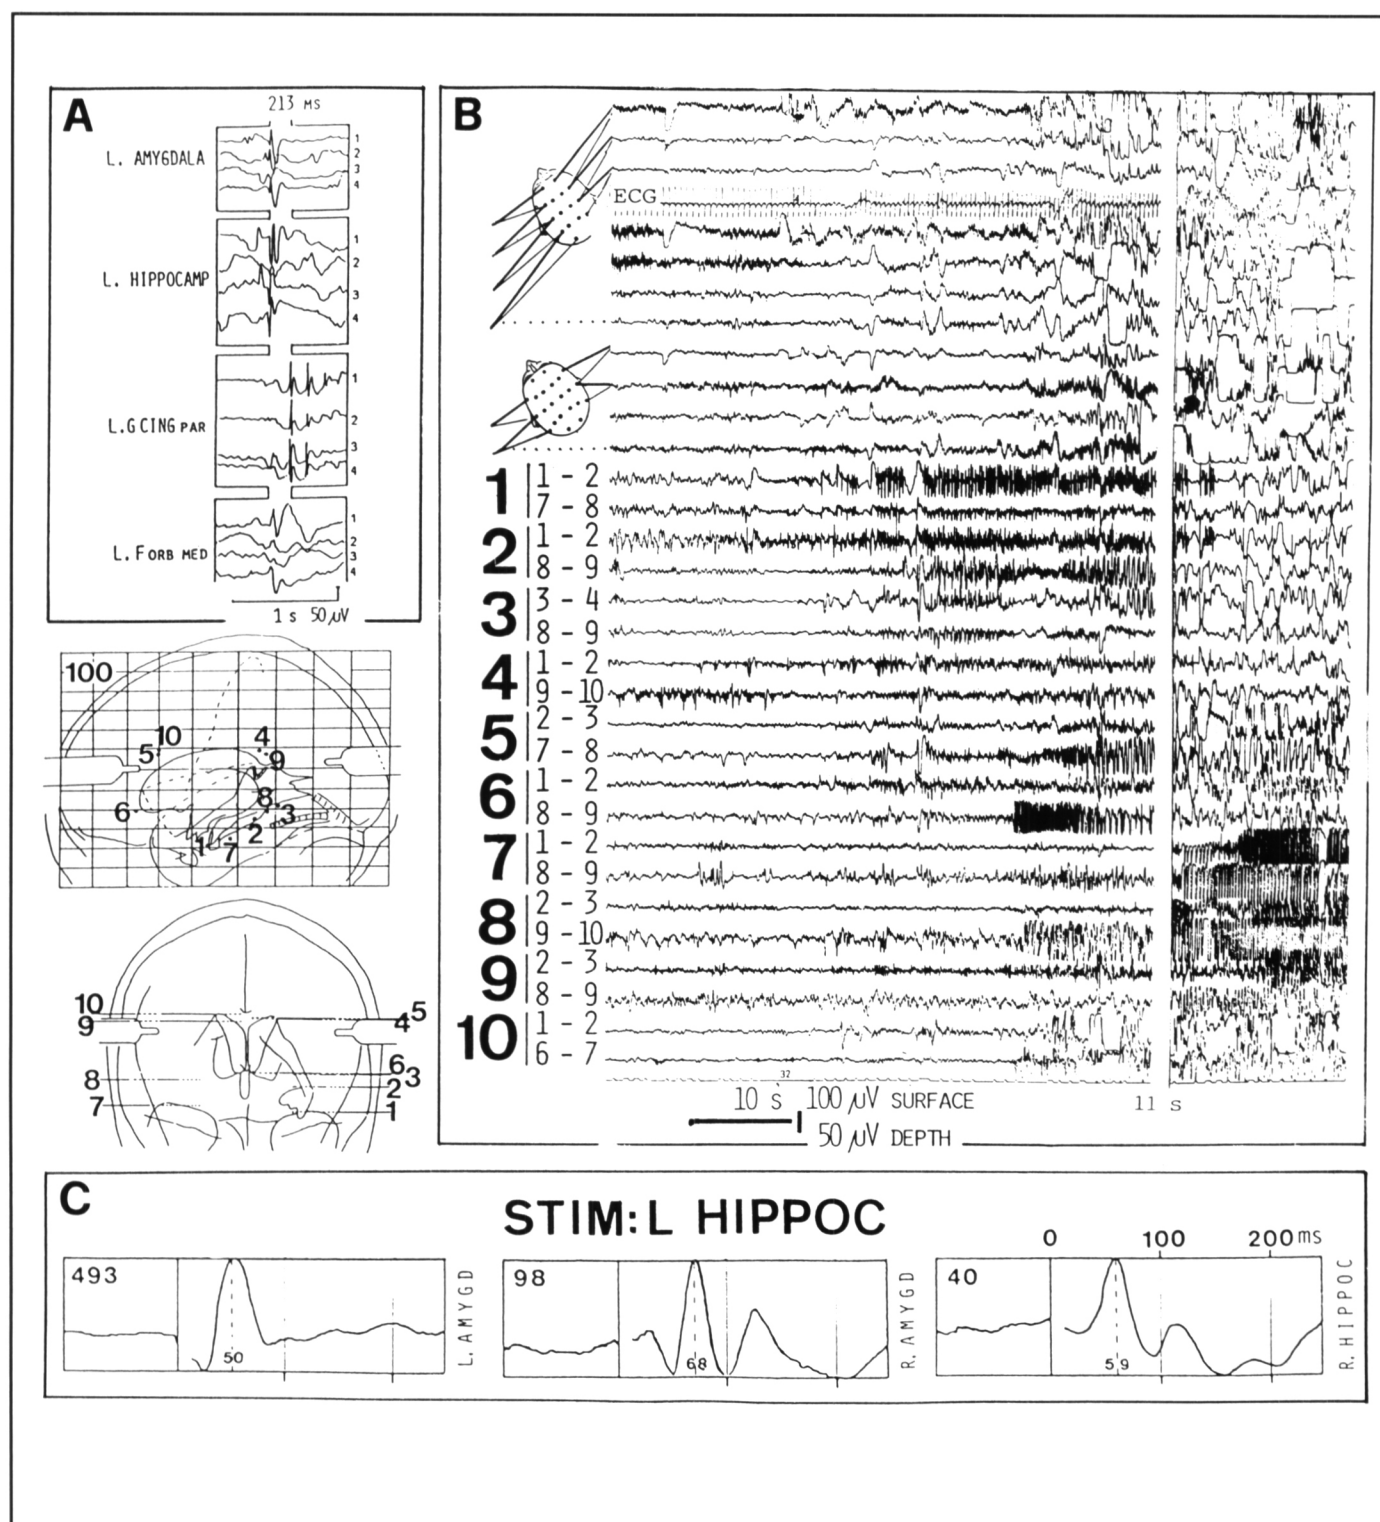 A
213 MS
L. AMYGDALA
1
2
3
4
L. HIPPOCAMP
1
2
3
4
L.G CING PAR
1
2
3
4
L. FORB MED
1
2
3
4
1 s 50 µV
100
10
5
4
9
8
6
3
2
1
7
10
9
5
4
8
6
3
2
7
1
B
ECG
1
1 - 2
7 - 8
2
1 - 2
8 - 9
3
3 - 4
8 - 9
4
1 - 2
9 - 10
5
2 - 3
7 - 8
6
1 - 2
8 - 9
7
1 - 2
8 - 9
8
2 - 3
9 - 10
9
2 - 3
8 - 9
10
1 - 2
6 - 7
37
10 s 100 µV SURFACE
50 µV DEPTH
11 s
C
STIM: L HIPPOC
493
50
L. AMYGD
98
68
R. AMYGD
0 100 200 ms
40
59
R. HIPPOC